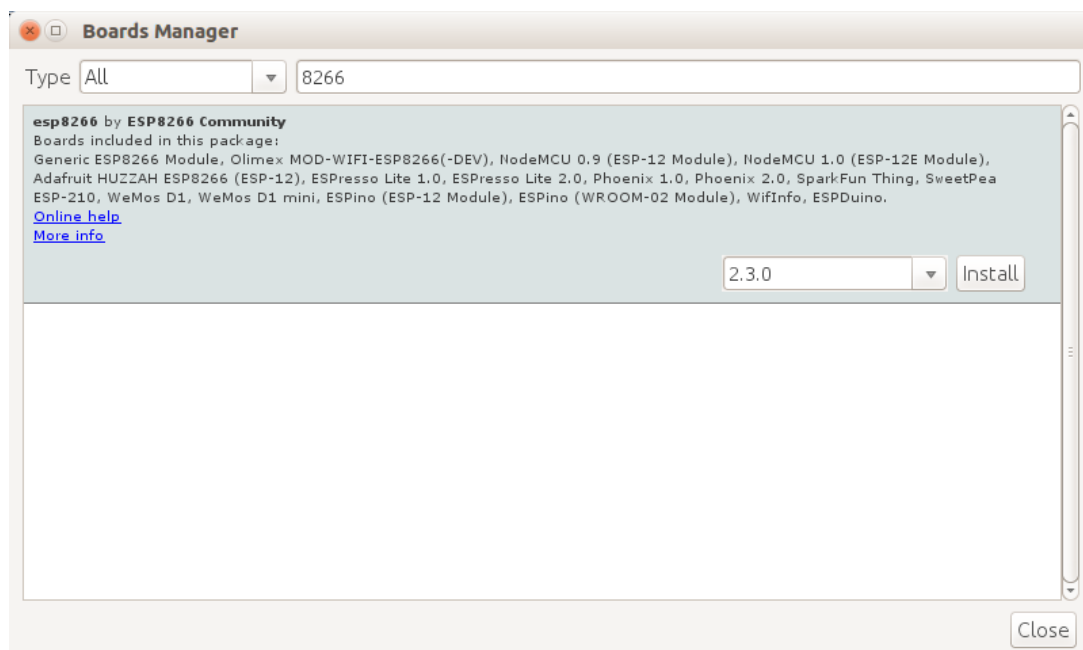 Boards Manager
Type All 8266
esp8266 by ESP8266 Community
Boards included in this package:
Generic ESP8266 Module, Olimex MOD-WIFI-ESP8266(-DEV), NodeMCU 0.9 (ESP-12 Module), NodeMCU 1.0 (ESP-12E Module),
Adafruit HUZZAH ESP8266 (ESP-12), ESPresso Lite 1.0, ESPresso Lite 2.0, Phoenix 1.0, Phoenix 2.0, SparkFun Thing, SweetPea
ESP-210, WeMos D1, WeMos D1 mini, ESPino (ESP-12 Module), ESPino (WROOM-02 Module), WifInfo, ESPDuino.
Online help
More info
2.3.0 Install
Close